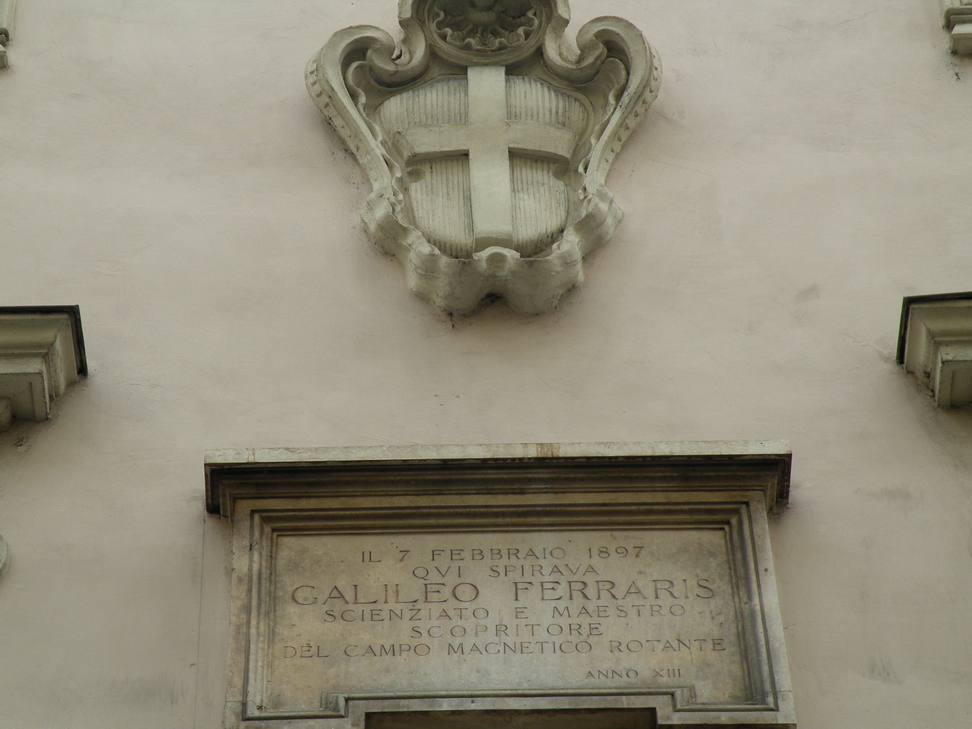 IL 7 FEBBRAIO 1897
QVI SPIRAVA
GALILEO FERRARIS
SCIENZIATO E MAESTRO
SCOPRITORE
DEL CAMPO MAGNETICO ROTANTE
ANNO XIII